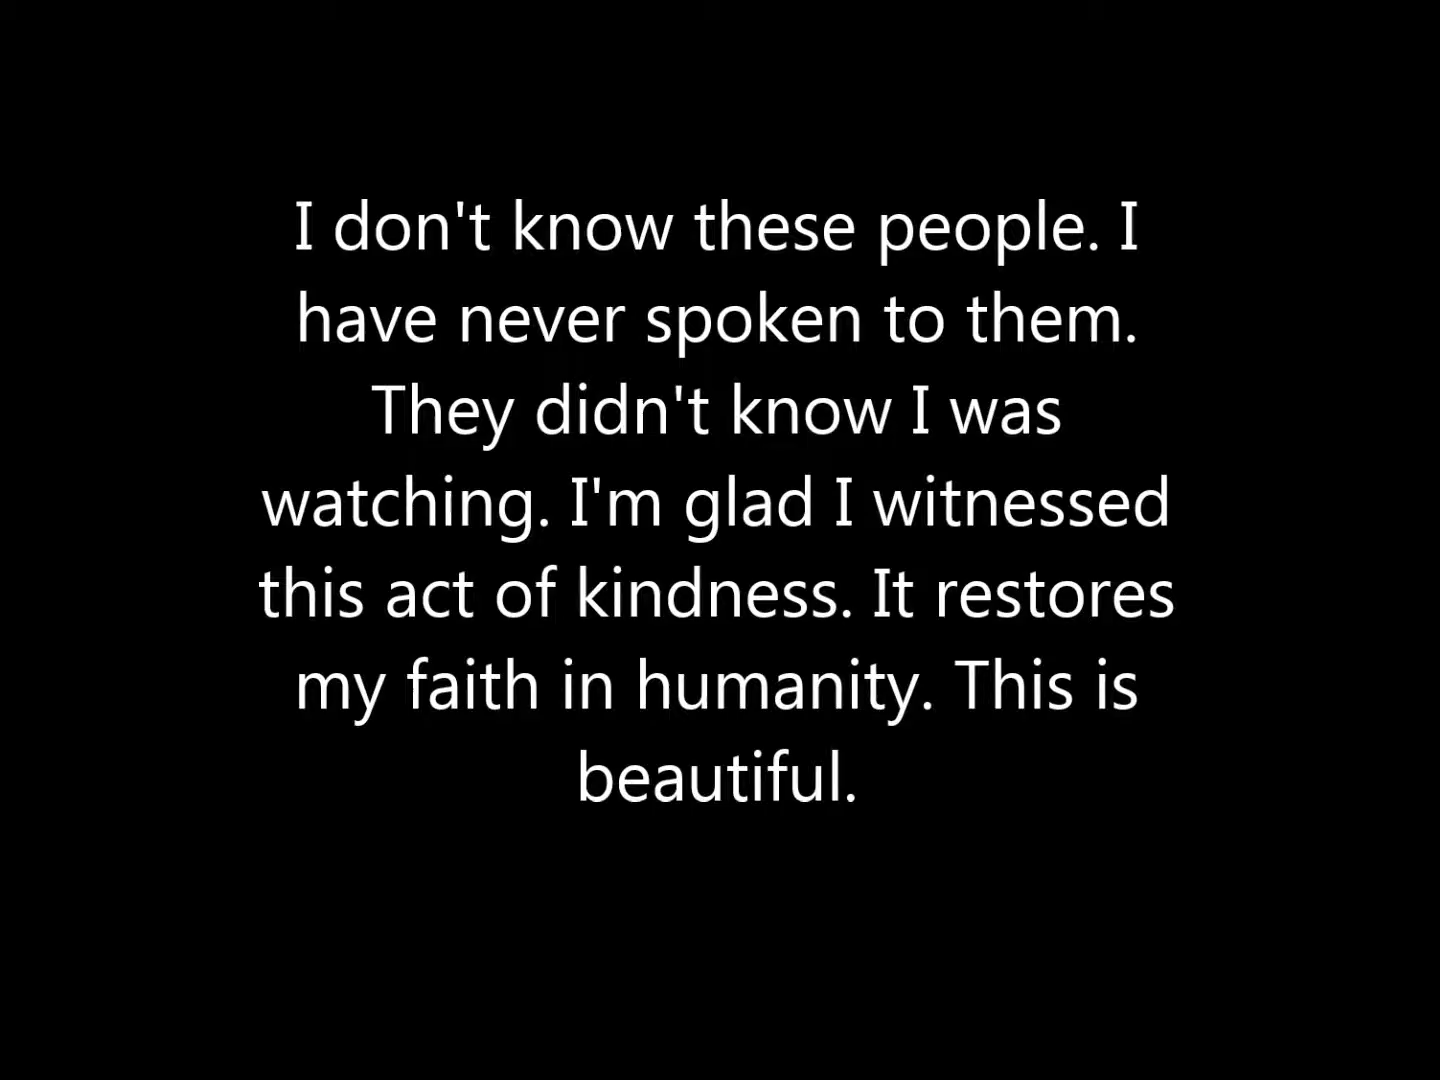 I don't know these people. I
have never spoken to them.
They didn't know I was
watching. I'm glad I witnessed
this act of kindness. It restores
my faith in humanity. This is
beautiful.